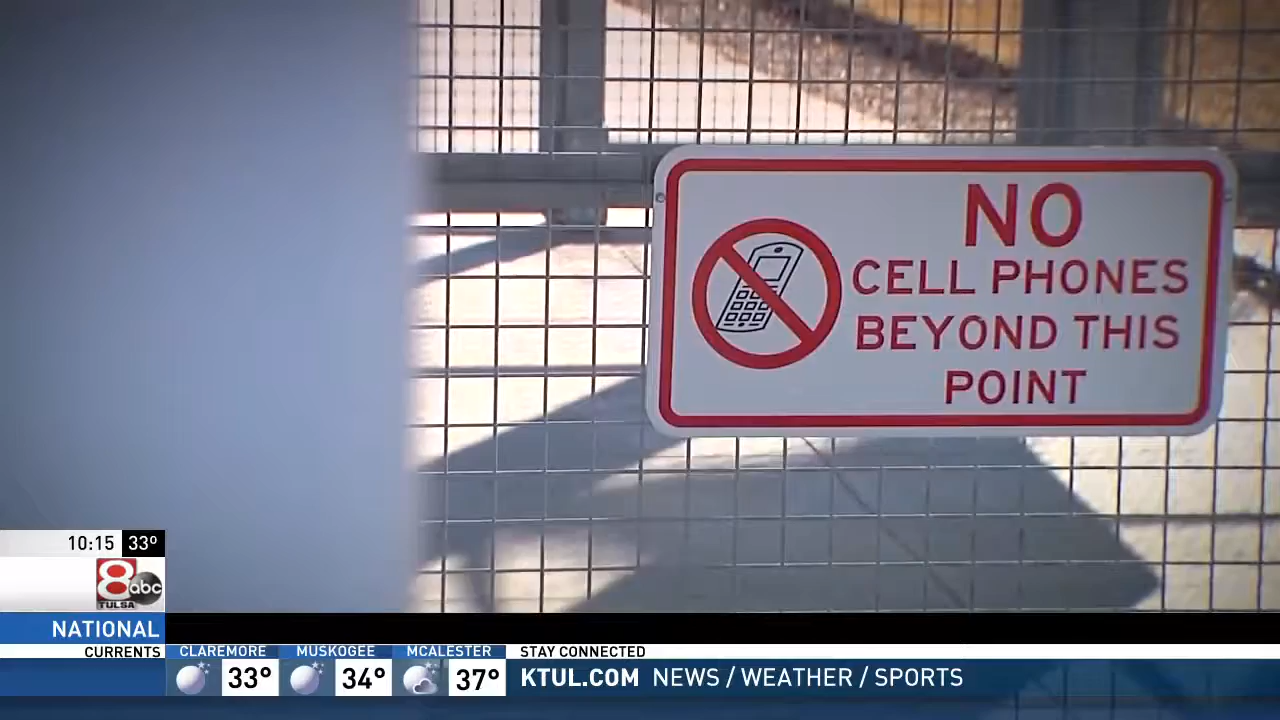 NO
CELL PHONES
BEYOND THIS
POINT
10:15 33°
8 abc
TULSA
NATIONAL
CURRENTS
CLAREMORE MUSKOGEE MCALESTER STAY CONNECTED
33° 34° 37° KTUL.COM NEWS / WEATHER / SPORTS